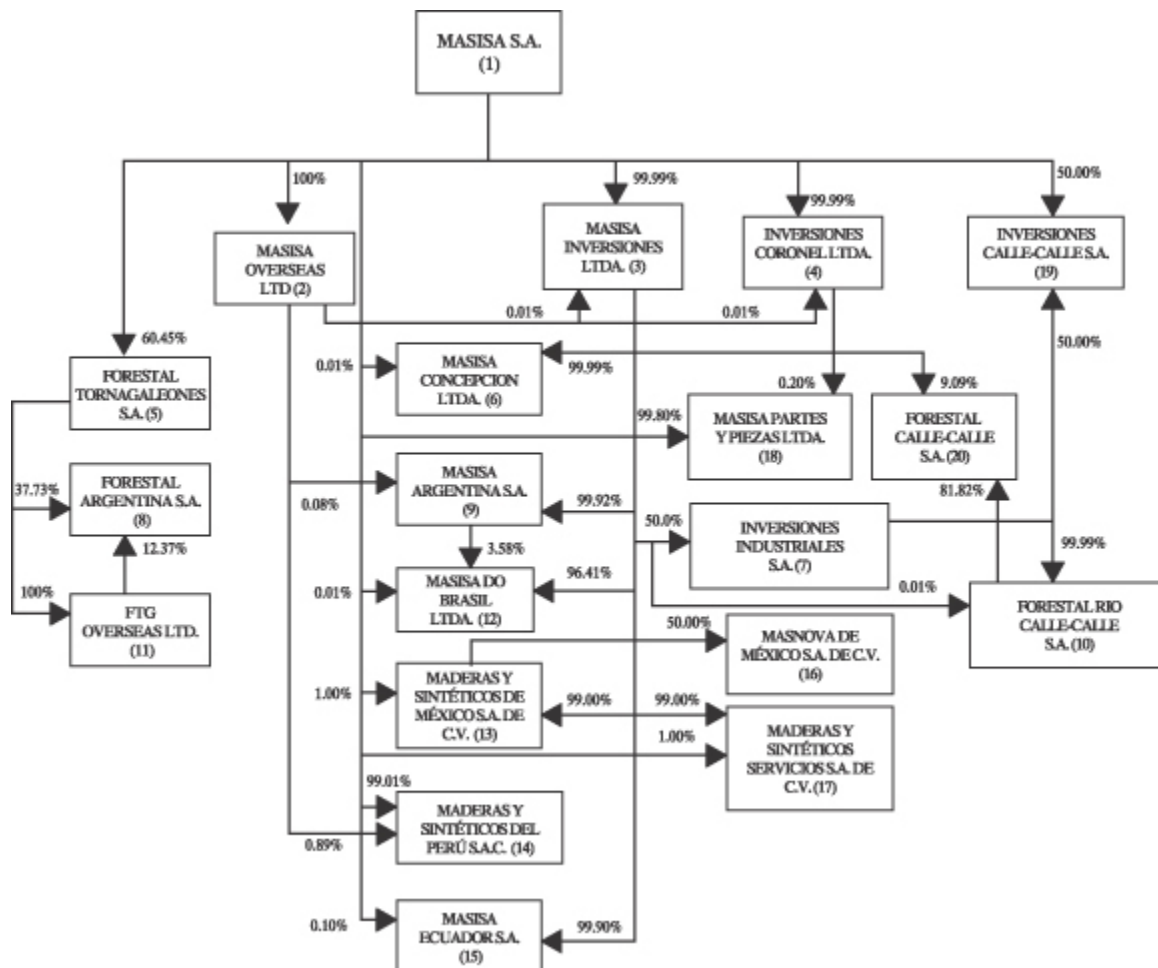 MASISA S.A.
(1)
100%
99.99%
99.99%
50.00%
MASISA
OVERSEAS
LTD (2)
MASISA
INVERSIONES
LTDA. (3)
INVERSIONES
CORONEL LTDA.
(4)
INVERSIONES
CALLE-CALLE S.A.
(19)
0.01%
0.01%
60.45%
50.00%
FORESTAL
TORNAGALEONES
S.A. (5)
0.01%
MASISA
CONCEPCION
LTDA. (6)
99.99%
0.20%
9.09%
99.80%
MASISA PARTES
Y PIEZAS LTDA.
(18)
FORESTAL
CALLE-CALLE
S.A. (20)
37.73%
FORESTAL
ARGENTINA S.A.
(8)
0.08%
MASISA
ARGENTINA S.A.
(9)
99.92%
81.82%
50.0%
INVERSIONES
INDUSTRIALES
S.A. (7)
12.37%
3.58%
99.99%
100%
FTG
OVERSEAS LTD.
(11)
0.01%
MASISA DO
BRASIL
LTDA. (12)
96.41%
0.01%
FORESTAL RIO
CALLE-CALLE
S.A. (10)
50.00%
MASNOVA DE
MÉXICO S.A. DE C.V.
(16)
1.00%
MADERAS Y
SINTÉTICOS DE
MÉXICO S.A. DE
C.V. (13)
99.00%
99.00%
1.00%
MADERAS Y
SINTÉTICOS
SERVICIOS S.A. DE
C.V. (17)
99.01%
0.89%
MADERAS Y
SINTÉTICOS DEL
PERÚ S.A.C. (14)
0.10%
MASISA
ECUADOR S.A.
(15)
99.90%